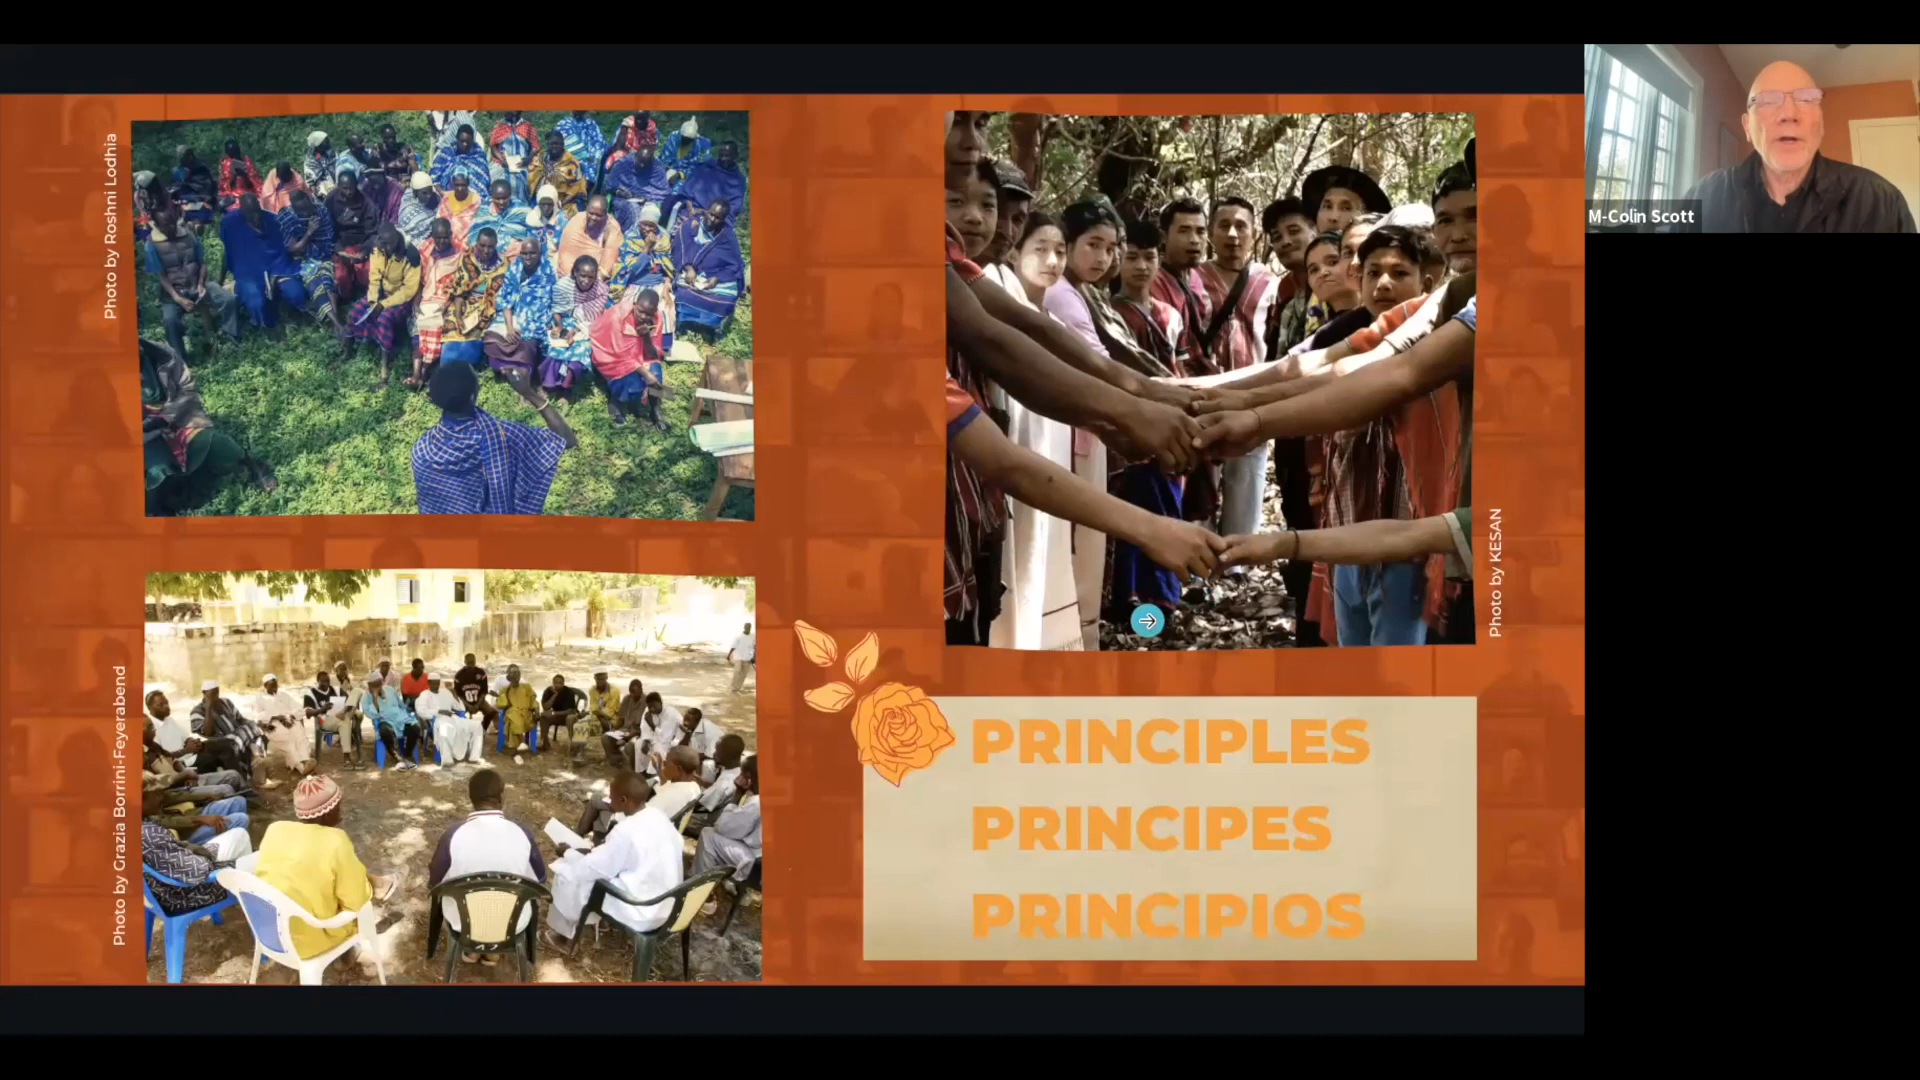 Photo by Roshni Lodhia
M-Colin Scott
Photo by KESAN
Photo by Grazia Borrini-Feyerabend
PRINCIPLES
PRINCIPES
PRINCIPIOS